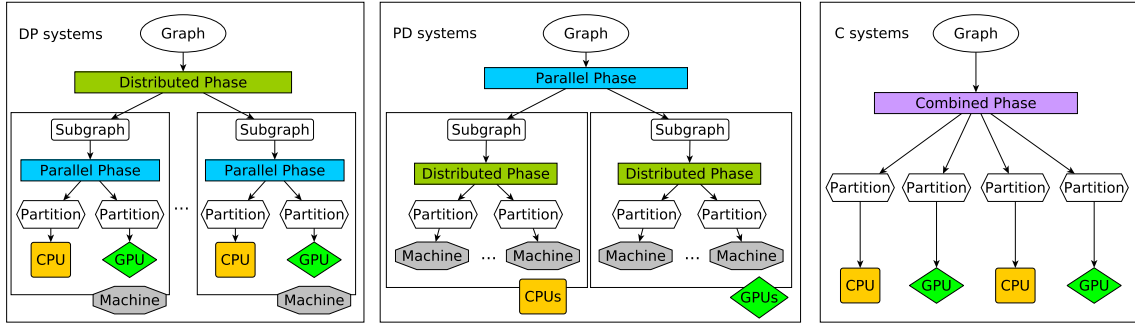 DP systems
Graph
Distributed Phase
Subgraph
Subgraph
Parallel Phase
Parallel Phase
Partition
Partition
...
Partition
Partition
CPU
GPU
CPU
GPU
Machine
Machine
PD systems
Graph
Parallel Phase
Subgraph
Subgraph
Distributed Phase
Distributed Phase
Partition
Partition
Partition
Partition
Machine
...
Machine
Machine
...
Machine
CPUs
GPUs
C systems
Graph
Combined Phase
Partition
Partition
Partition
Partition
CPU
GPU
CPU
GPU